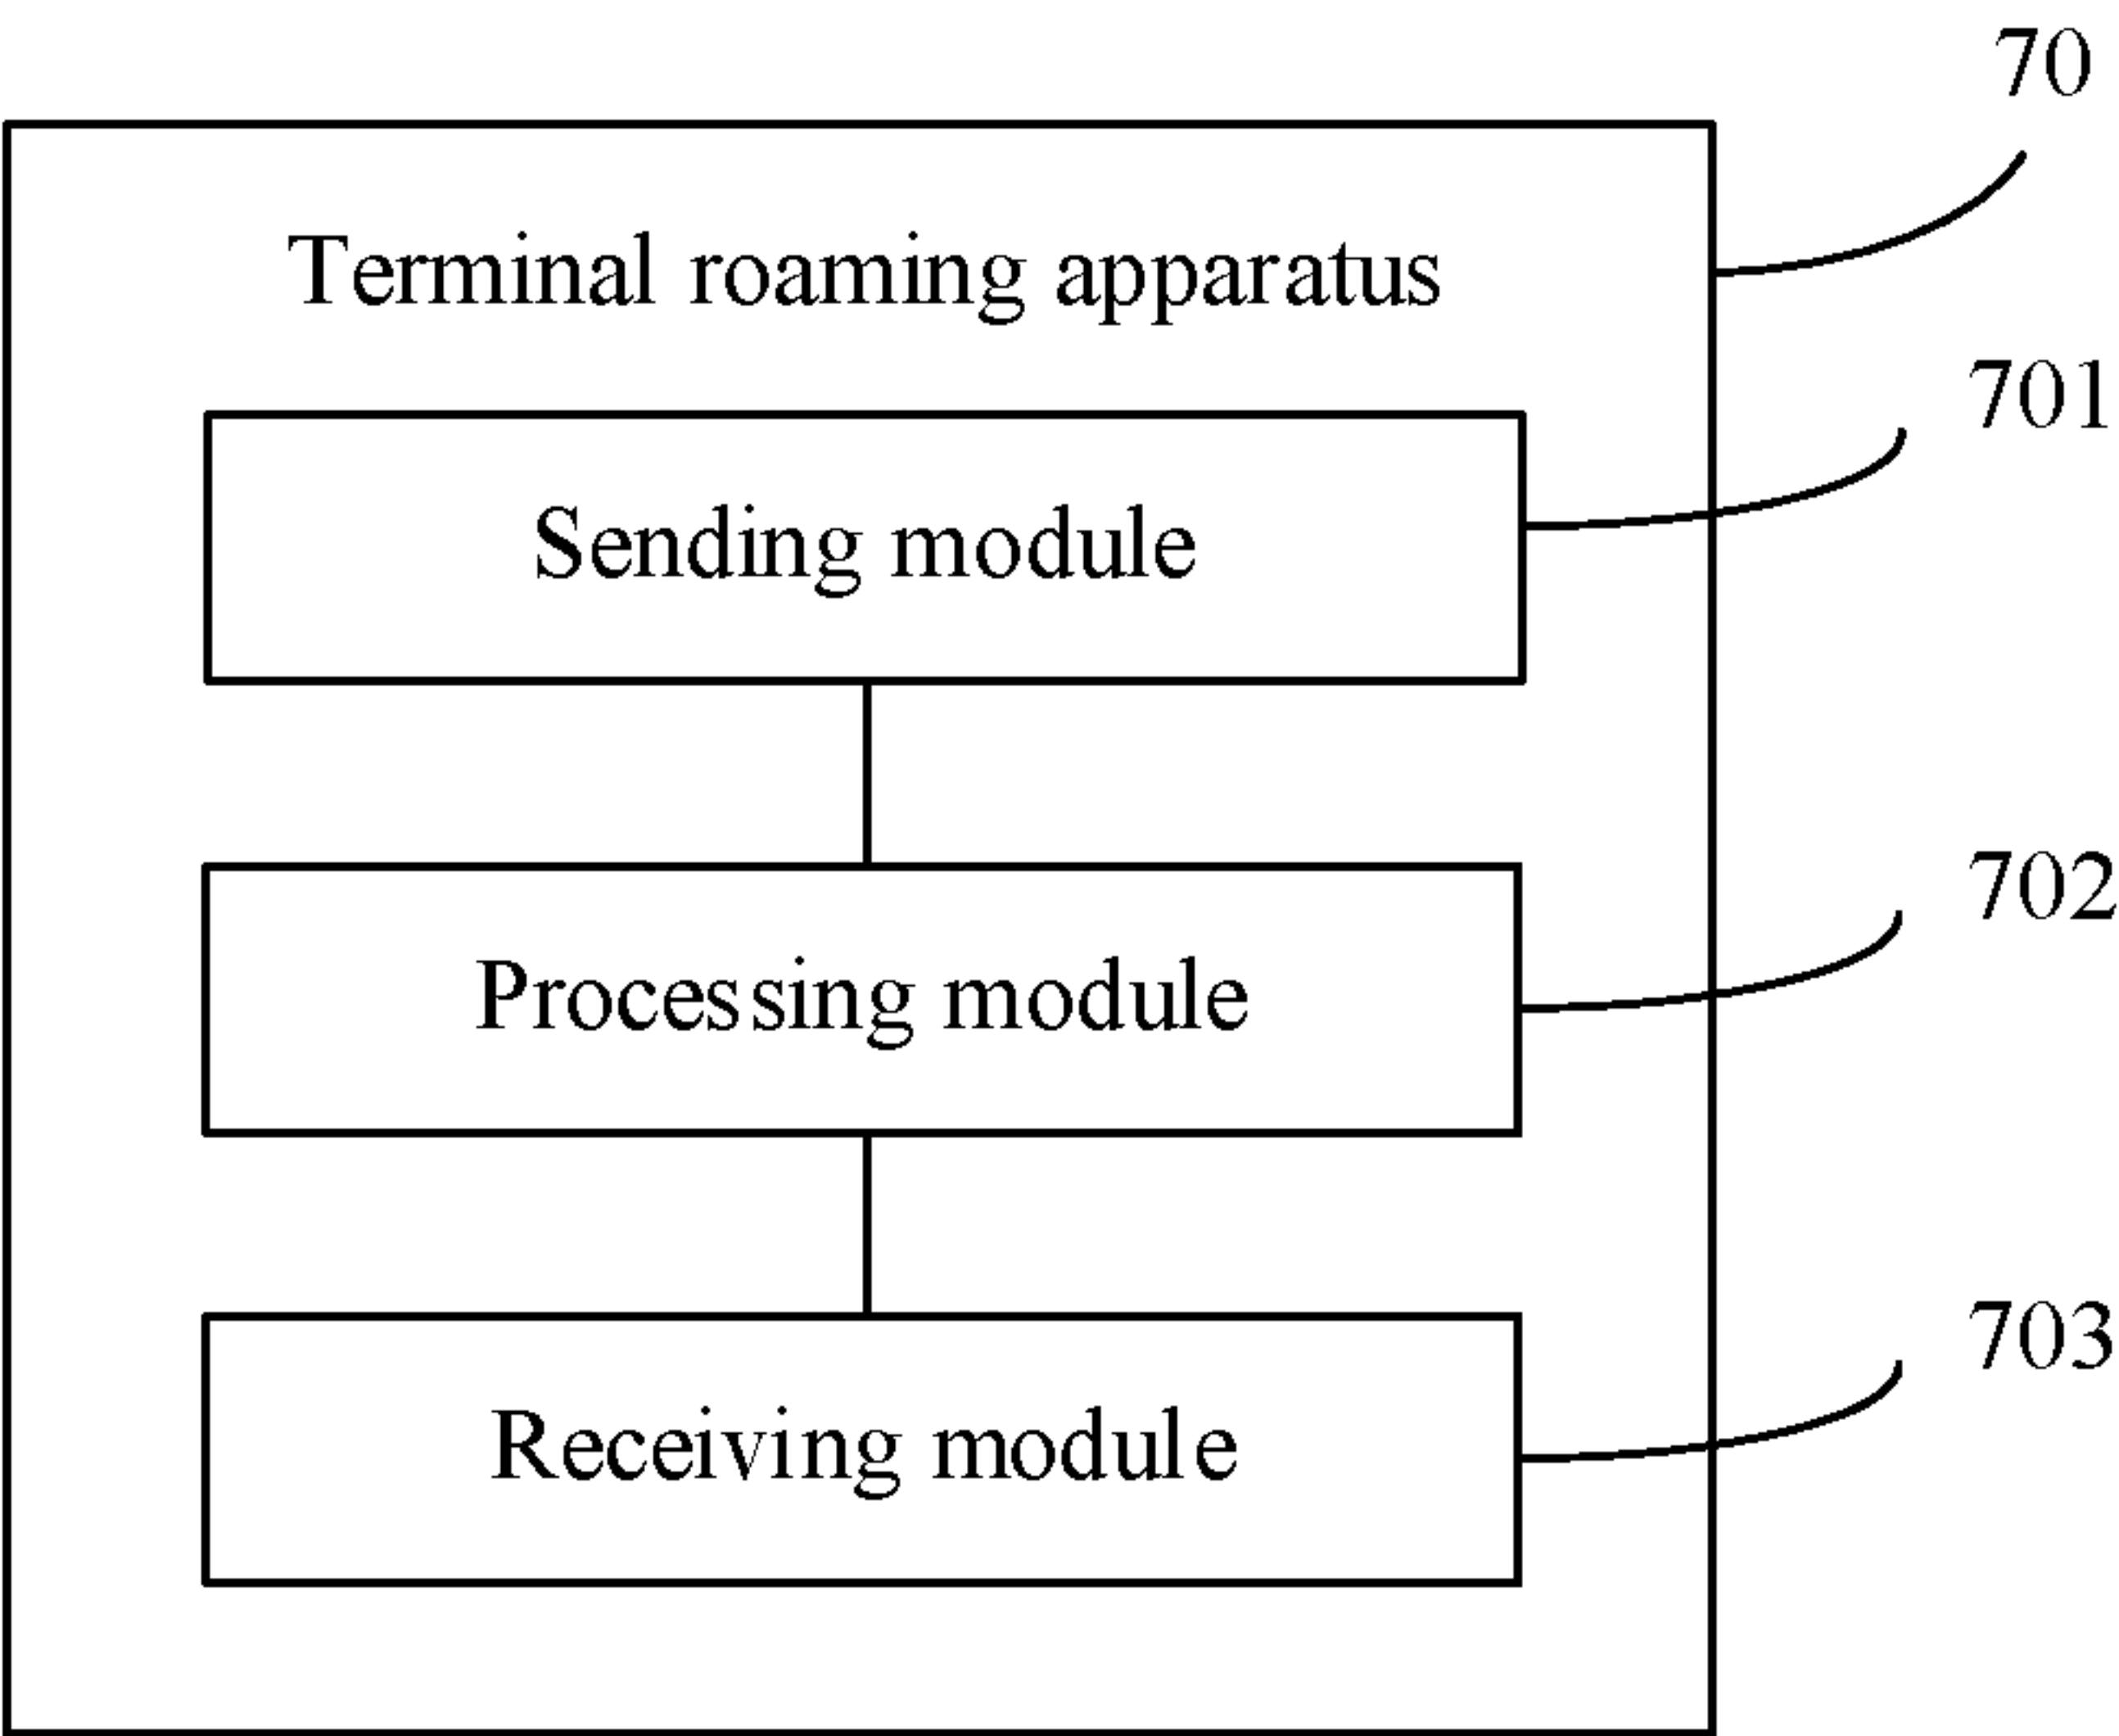 70
Terminal roaming apparatus
701
Sending module
702
Processing module
703
Receiving module